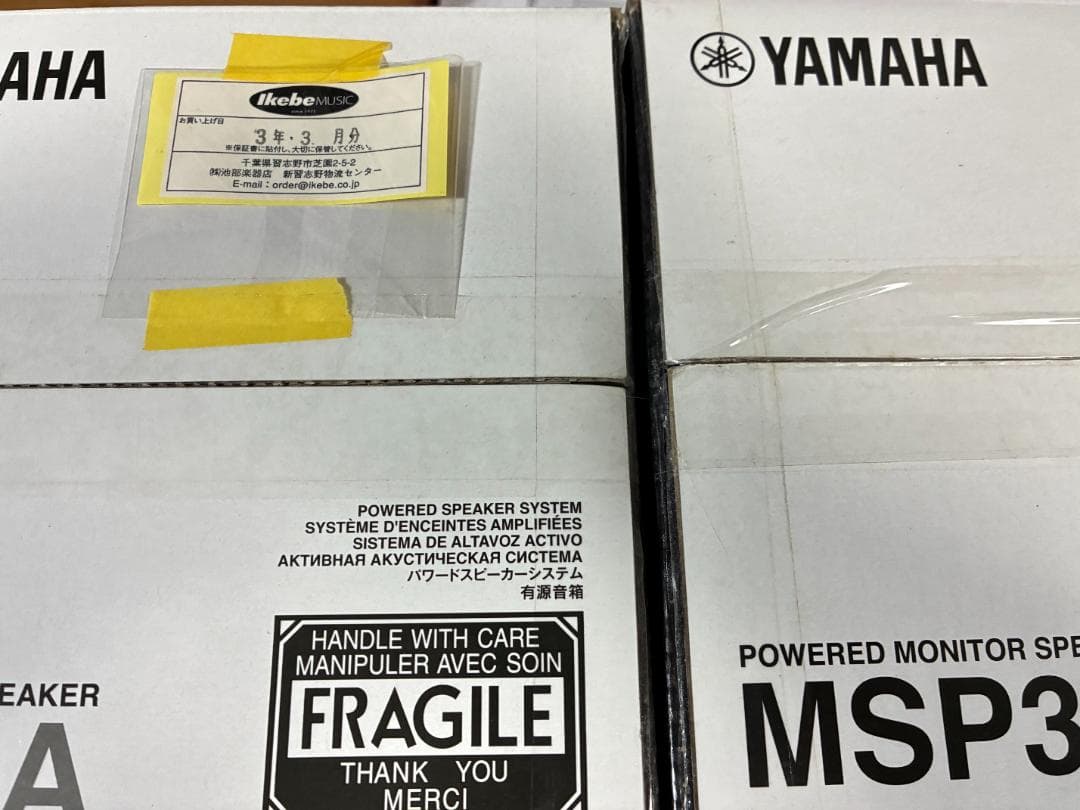 AHA
Ikebe MUSIC
since 1975
お買い上げ日
3年・3 月分
※保証書に貼付し、大切に保管してください。
千葉県習志野市芝園2-5-2
㈱池部楽器店 新習志野物流センター
E-mail：order@ikebe.co.jp
POWERED SPEAKER SYSTEM
SYSTÈME D'ENCEINTES AMPLIFIÉES
SISTEMA DE ALTAVOZ ACTIVO
АКТИВНАЯ АКУСТИЧЕСКАЯ СИСТЕМА
パワードスピーカーシステム
有源音箱
HANDLE WITH CARE
MANIPULER AVEC SOIN
FRAGILE
THANK YOU
MERCI
EAKER
A
YAMAHA
POWERED MONITOR SPE
MSP3